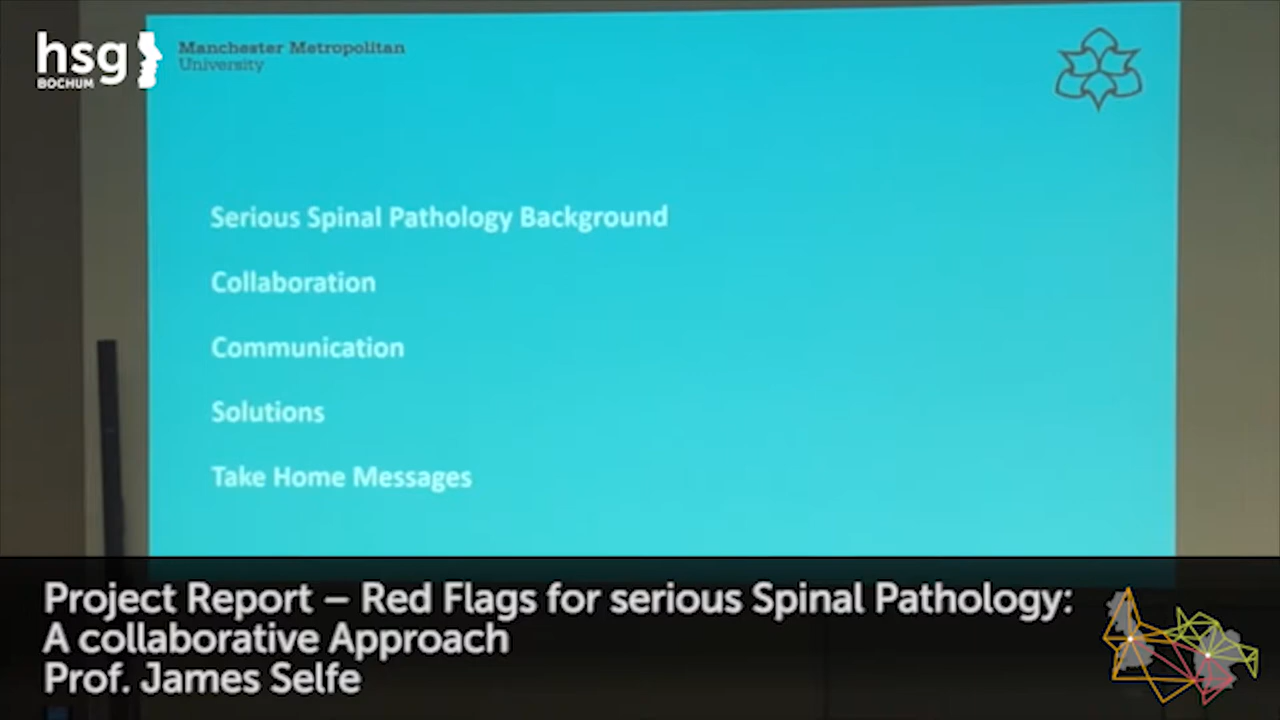 hsg
BOCHUM
Manchester Metropolitan
University
Serious Spinal Pathology Background
Collaboration
Communication
Solutions
Take Home Messages
Project Report – Red Flags for serious Spinal Pathology:
A collaborative Approach
Prof. James Selfe